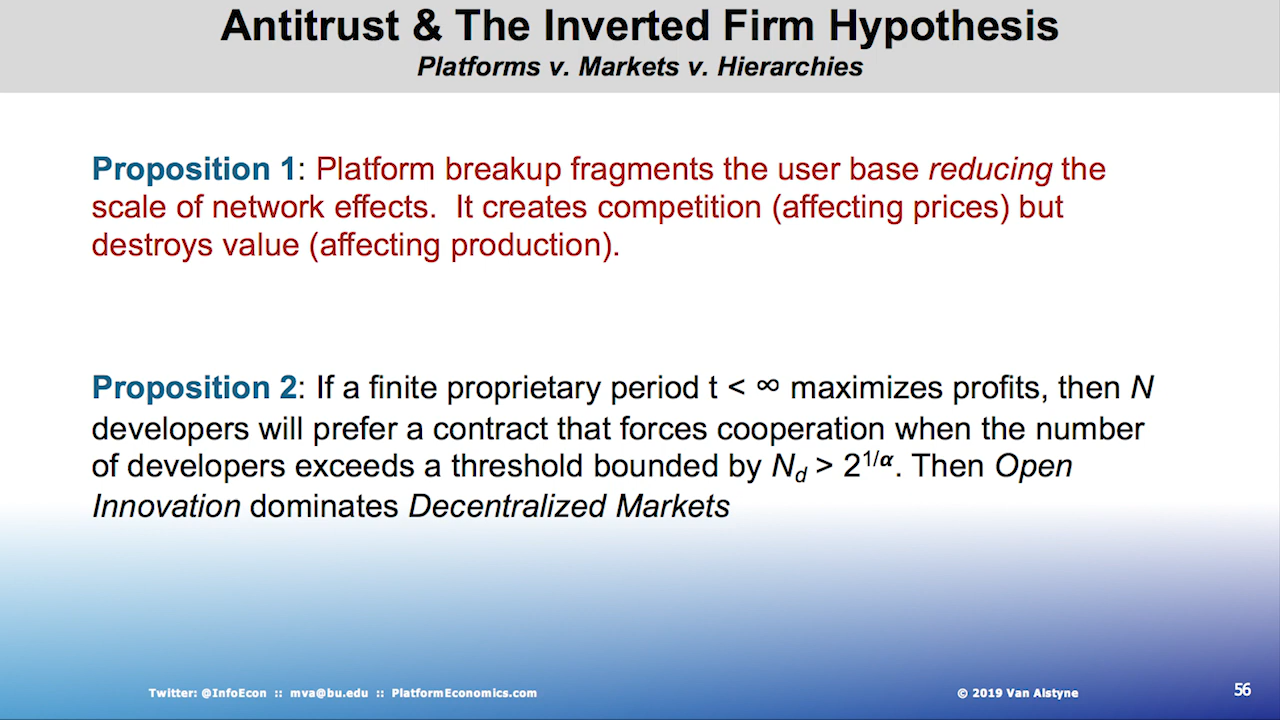 Antitrust & The Inverted Firm Hypothesis
Platforms v. Markets v. Hierarchies
Proposition 1: Platform breakup fragments the user base reducing the
scale of network effects.  It creates competition (affecting prices) but
destroys value (affecting production).
Proposition 2: If a finite proprietary period t < ∞ maximizes profits, then N
developers will prefer a contract that forces cooperation when the number
of developers exceeds a threshold bounded by N_d > 2^{1/α}. Then Open
Innovation dominates Decentralized Markets
Twitter: @InfoEcon :: mva@bu.edu :: PlatformEconomics.com
© 2019 Van Alstyne
56